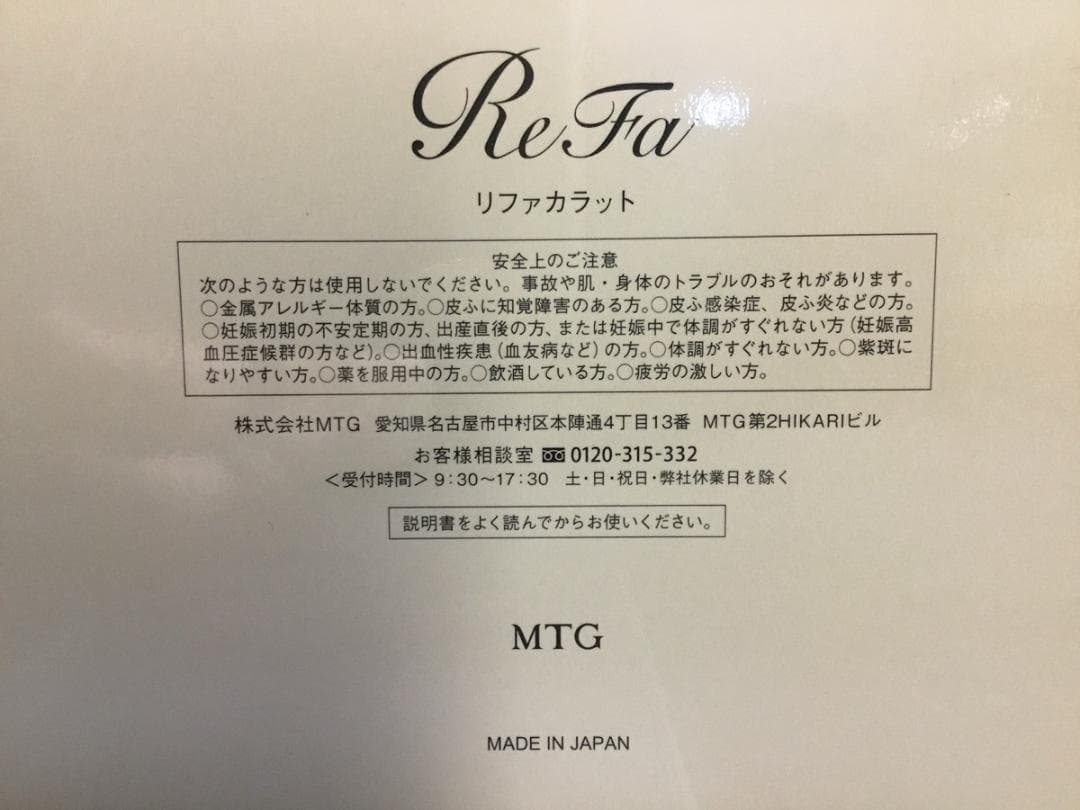 ReFa
リファカラット
安全上のご注意
次のような方は使用しないでください。事故や肌・身体のトラブルのおそれがあります。
○金属アレルギー体質の方。○皮ふに知覚障害のある方。○皮ふ感染症、皮ふ炎などの方。
○妊娠初期の不安定期の方、出産直後の方、または妊娠中で体調がすぐれない方(妊娠高
血圧症候群の方など)。○出血性疾患(血友病など)の方。○体調がすぐれない方。○紫斑に
なりやすい方。○薬を服用中の方。○飲酒している方。○疲労の激しい方。
株式会社MTG 愛知県名古屋市中村区本陣通4丁目13番 MTG第2HIKARIビル
お客様相談室 0120-315-332
<受付時間>9:30〜17:30 土・日・祝日・弊社休業日を除く
説明書をよく読んでからお使いください。
MTG
MADE IN JAPAN